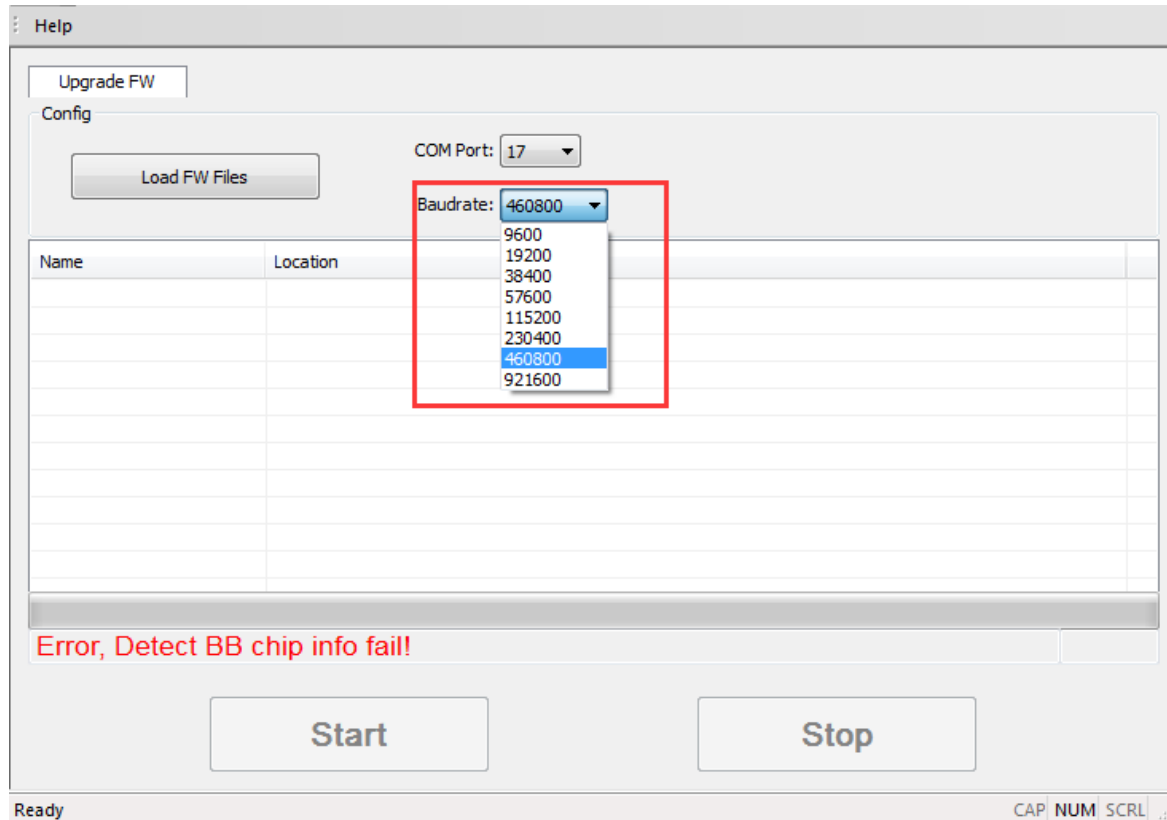 Help
Upgrade FW
Config
Load FW Files
COM Port: 17
Baudrate: 460800
9600
19200
38400
57600
115200
230400
460800
921600
Name Location
Error, Detect BB chip info fail!
Start Stop
Ready CAP NUM SCRL